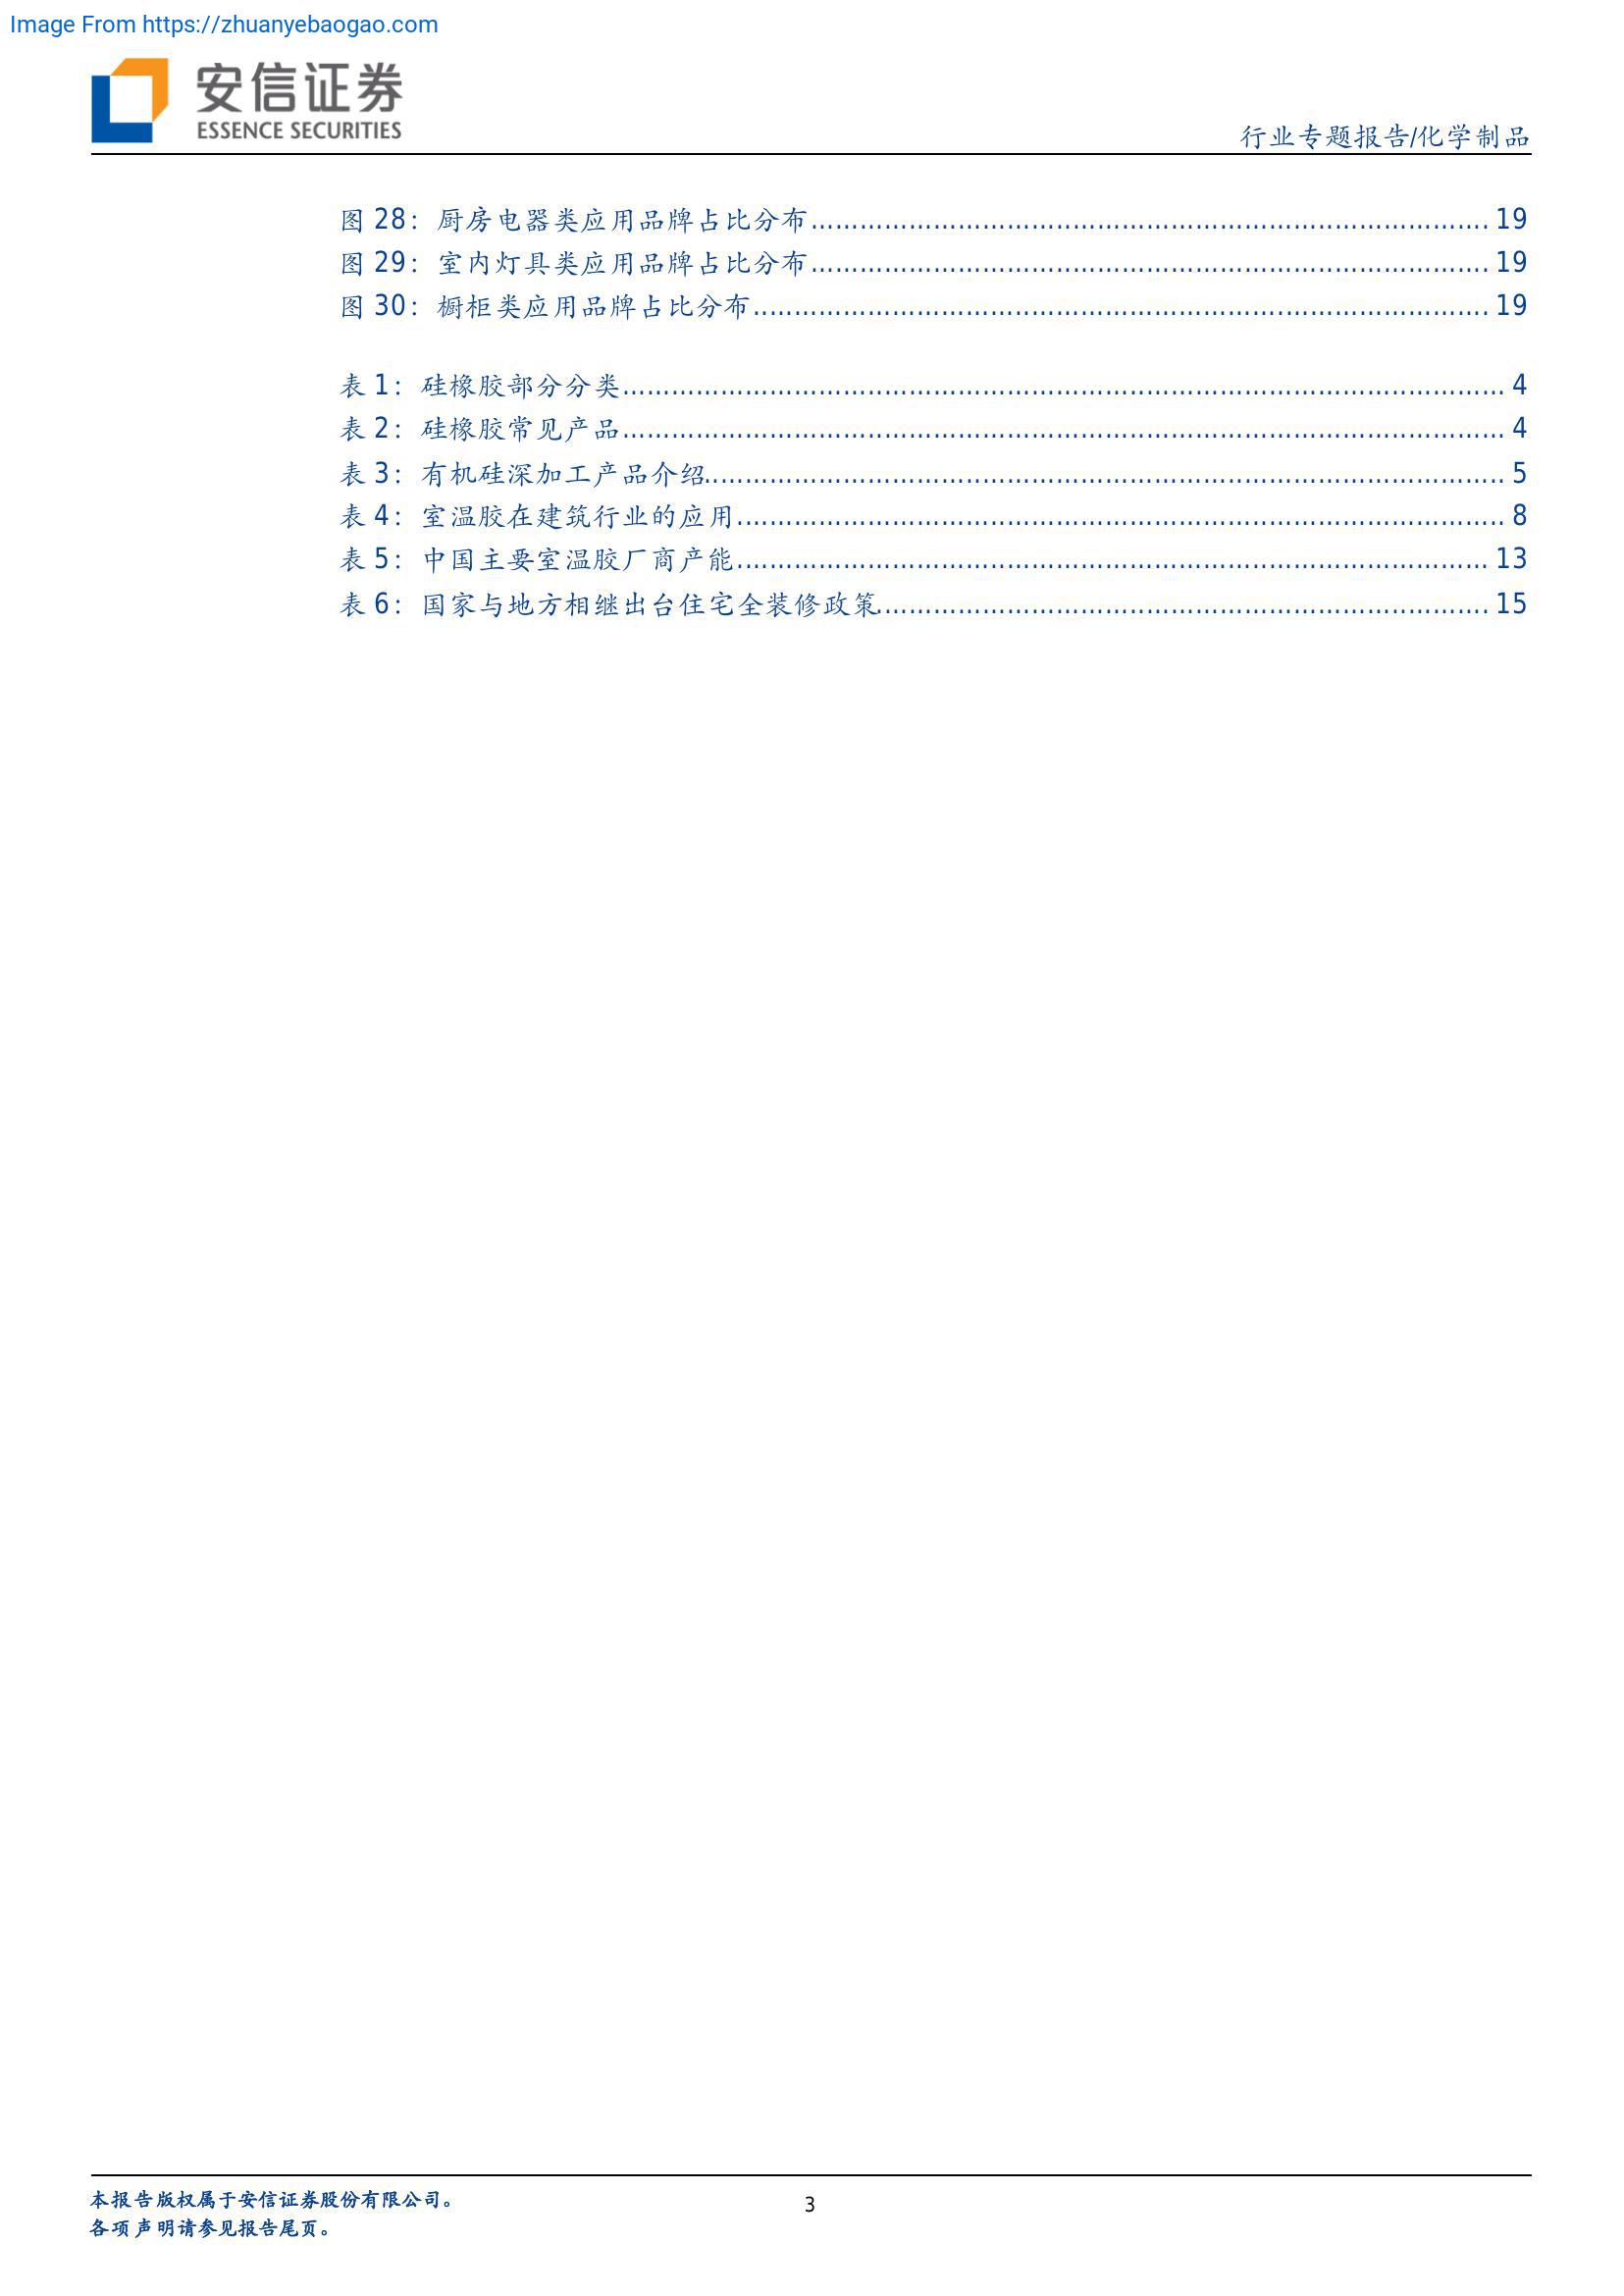 Image From https://zhuanyebaogao.com
安信证券
ESSENCE SECURITIES
行业专题报告/化学制品
图 28：厨房电器类应用品牌占比分布 19
图 29：室内灯具类应用品牌占比分布 19
图 30：橱柜类应用品牌占比分布 19
表 1：硅橡胶部分分类 4
表 2：硅橡胶常见产品 4
表 3：有机硅深加工产品介绍 5
表 4：室温胶在建筑行业的应用 8
表 5：中国主要室温胶厂商产能 13
表 6：国家与地方相继出台住宅全装修政策 15
本报告版权属于安信证券股份有限公司。
3
各项声明请参见报告尾页。